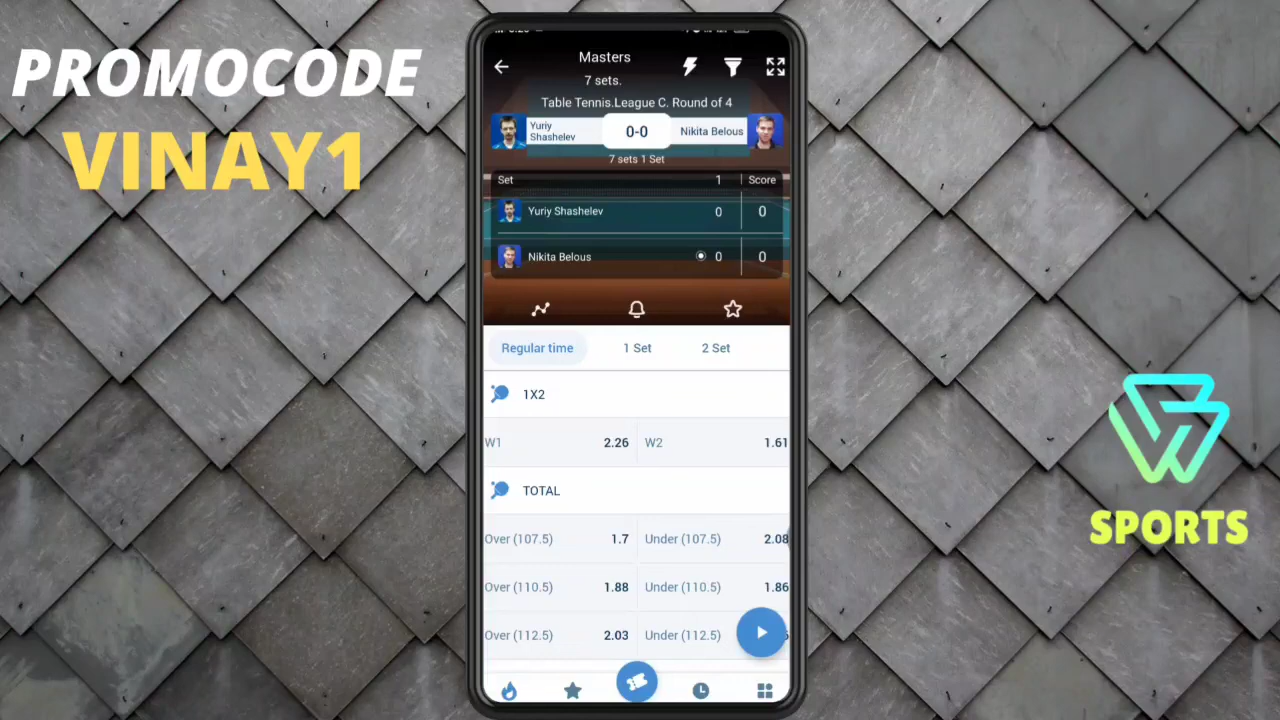 PROMOCODE
VINAY1
Masters
7 sets.
Table Tennis.League C. Round of 4
Yuriy
Shashelev
0-0
Nikita Belous
7 sets 1 Set
Set 1 Score
Yuriy Shashelev 0 0
Nikita Belous 0 0
Regular time 1 Set 2 Set
1X2
W1 2.26 W2 1.61
TOTAL
Over (107.5) 1.7 Under (107.5) 2.08
Over (110.5) 1.88 Under (110.5) 1.86
Over (112.5) 2.03 Under (112.5)
SPORTS